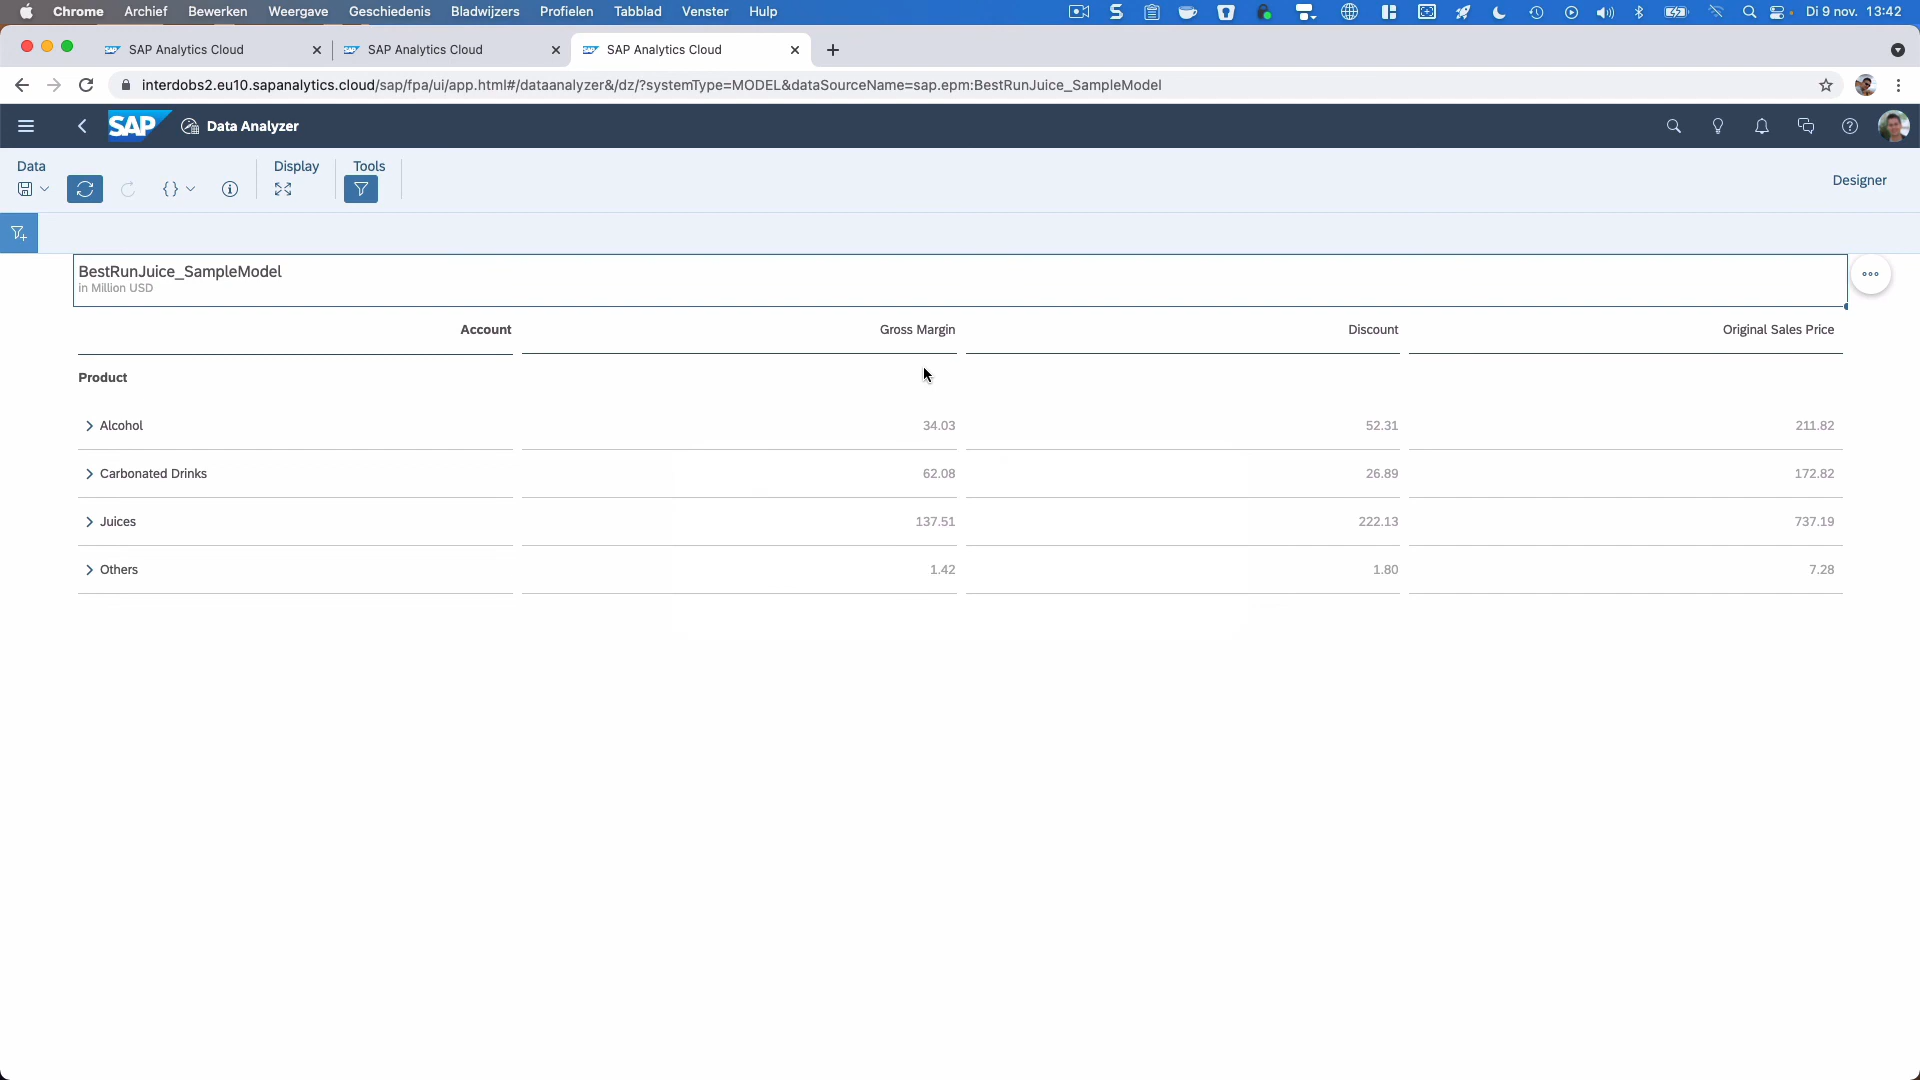 Chrome Archief Bewerken Weergave Geschiedenis Bladwijzers Profielen Tabblad Venster Hulp Di 9 nov. 13:42
SAP Analytics Cloud SAP Analytics Cloud SAP Analytics Cloud
interdobs2.eu10.sapanalytics.cloud/sap/fpa/ui/app.html#/dataanalyzer&/dz/?systemType=MODEL&dataSourceName=sap.epm:BestRunJuice_SampleModel
SAP Data Analyzer
Data Display Tools
Designer
BestRunJuice_SampleModel
in Million USD
Account Gross Margin Discount Original Sales Price
Product
Alcohol 34.03 52.31 211.82
Carbonated Drinks 62.08 26.89 172.82
Juices 137.51 222.13 737.19
Others 1.42 1.80 7.28